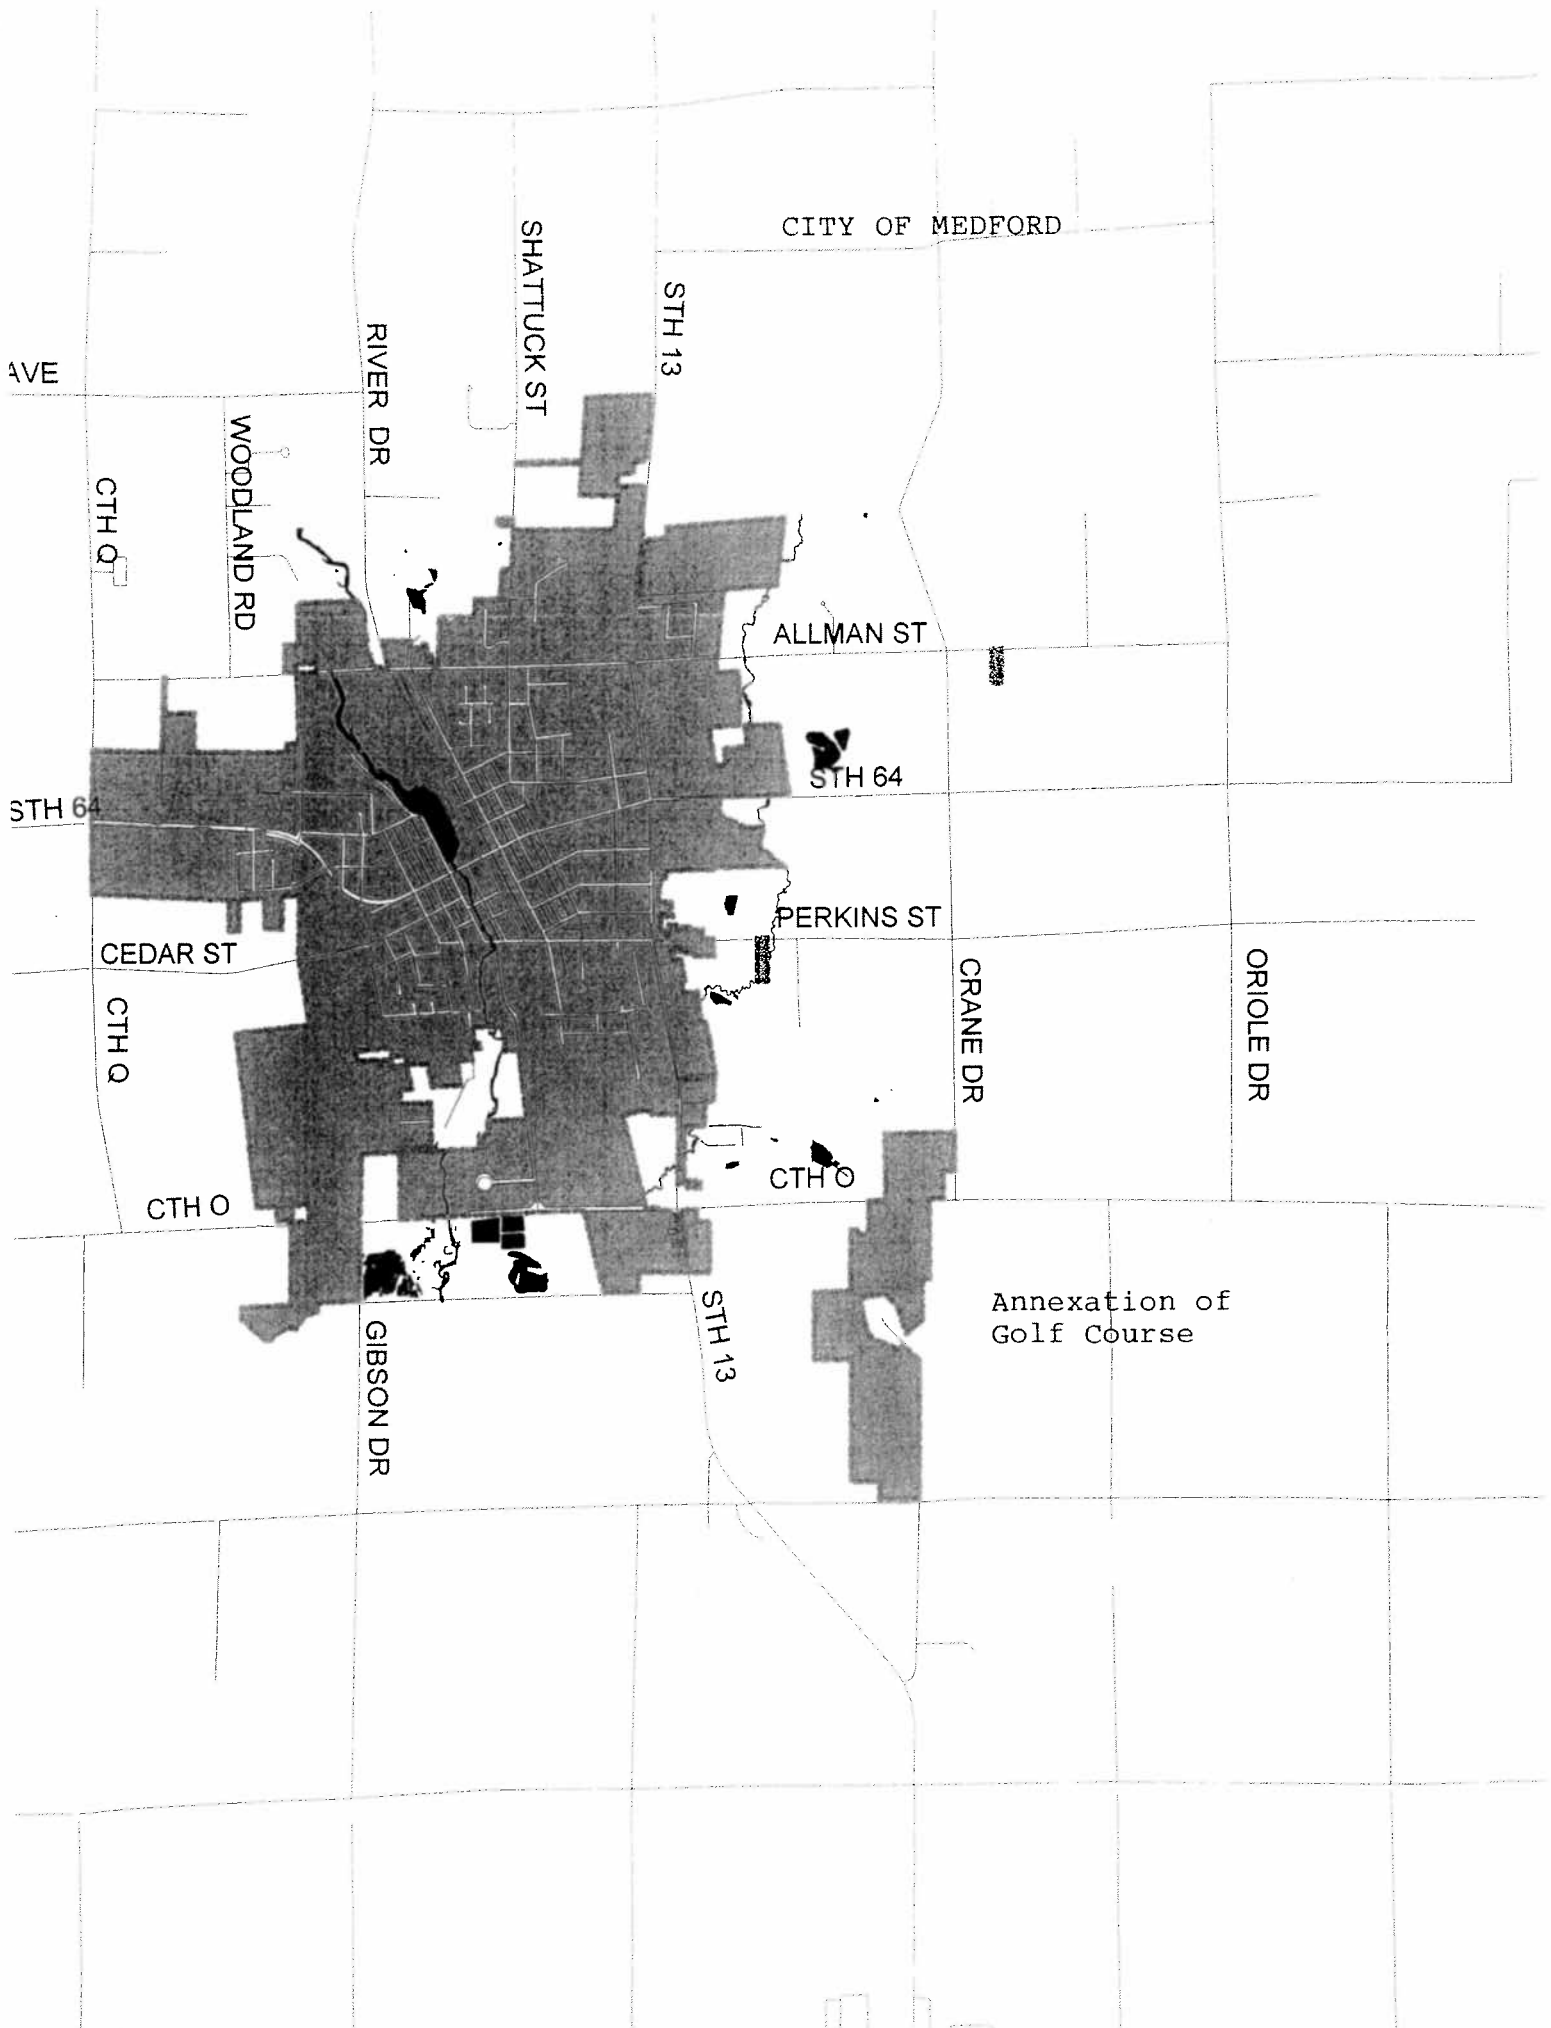 CITY OF MEDFORD
SHATTUCK ST
STH 13
RIVER DR
AVE
WOODLAND RD
CTH Q
ALLMAN ST
STH 64
STH 64
PERKINS ST
CEDAR ST
CRANE DR
ORIOLE DR
CTH Q
CTH O
CTH O
Annexation of
Golf Course
STH 13
GIBSON DR